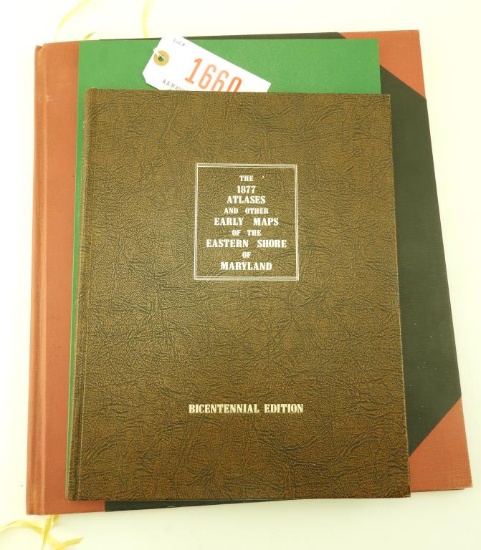 1660
THE
1877
ATLASES
AND OTHER
EARLY MAPS
OF THE
EASTERN SHORE
OF
MARYLAND
BICENTENNIAL EDITION